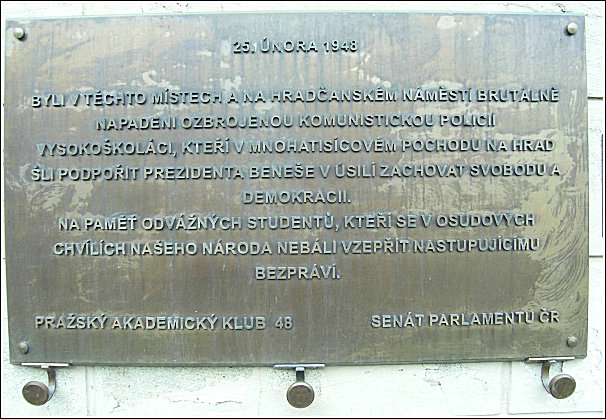 25. ÚNORA 1948
BYLI V TĚCHTO MÍSTECH A NA HRADČANSKÉM NÁMĚSTÍ BRUTÁLNĚ
NAPADENI OZBROJENOU KOMUNISTICKOU POLICIÍ
VYSOKOŠKOLÁCI, KTEŘÍ V MNOHATISÍCOVÉM POCHODU NA HRAD
ŠLI PODPOŘIT PREZIDENTA BENEŠE V ÚSILÍ ZACHOVAT SVOBODU A
DEMOKRACII.
NA PAMĚŤ ODVÁŽNÝCH STUDENTŮ, KTEŘÍ SE V OSUDOVÝCH
CHVÍLÍCH NAŠEHO NÁRODA NEBÁLI VZEPŘÍT NASTUPUJÍCÍMU
BEZPRÁVÍ.
PRAŽSKÝ AKADEMICKÝ KLUB 48 SENÁT PARLAMENTU ČR